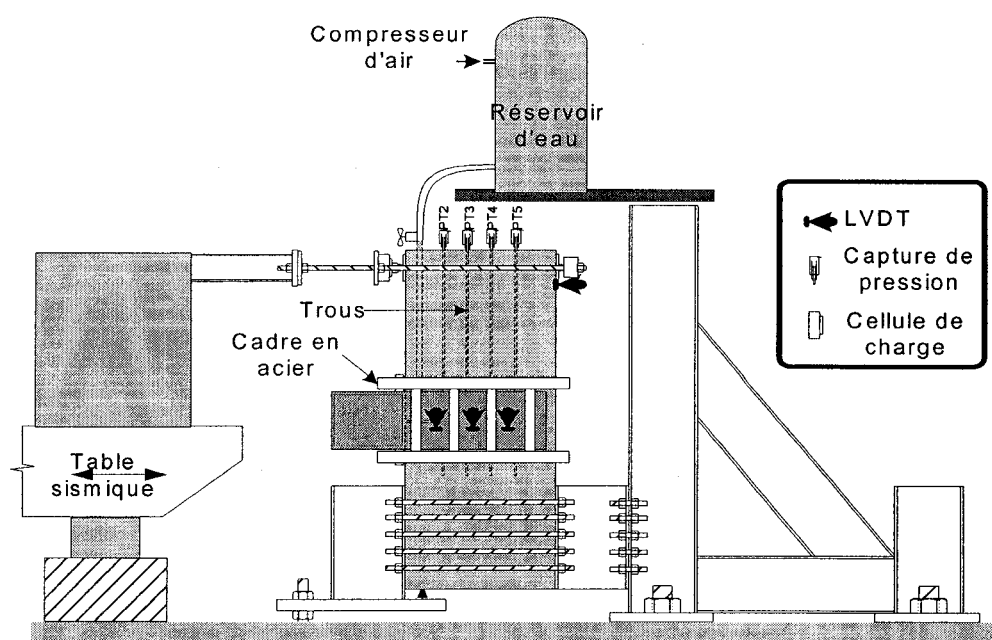 Compresseur
d'air
Réservoir
d'eau
PT2
PT3
PT4
PT5
LVDT
Capture de
pression
Cellule de
charge
Trous
Cadre en
acier
Table
sismique